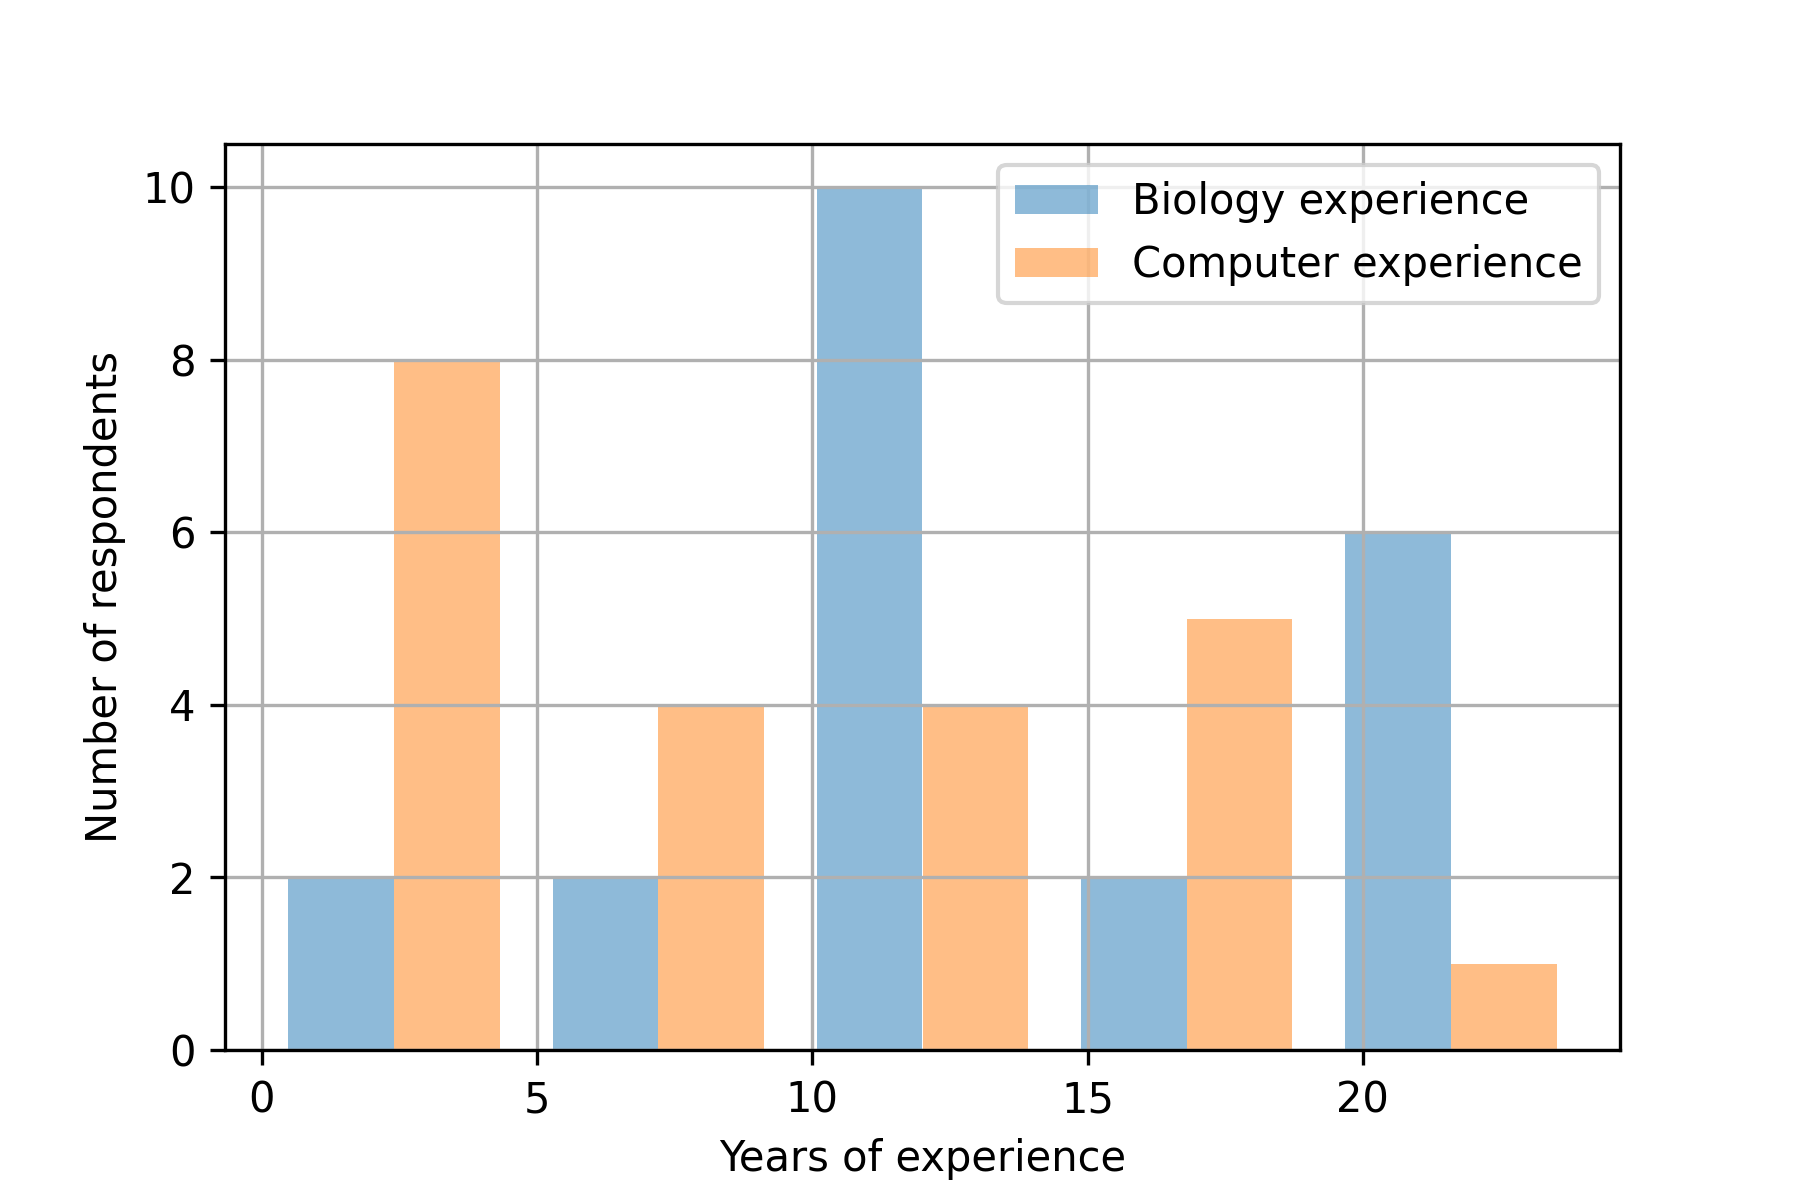 10
8
6
4
2
0
Number of respondents
Biology experience
Computer experience
0 5 10 15 20
Years of experience